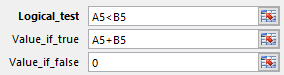 Logical_test A5<B5
Value_if_true A5+B5
Value_if_false 0